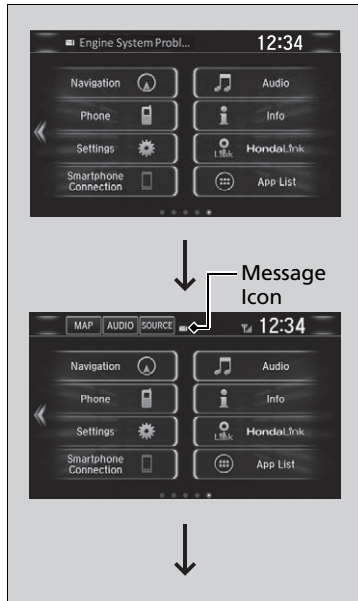 Engine System Probl... 12:34
Navigation Audio
Phone Info
Settings Link HondaLink
Smartphone
Connection App List
Message
Icon
MAP AUDIO SOURCE 12:34
Navigation Audio
Phone Info
Settings Link HondaLink
Smartphone
Connection App List